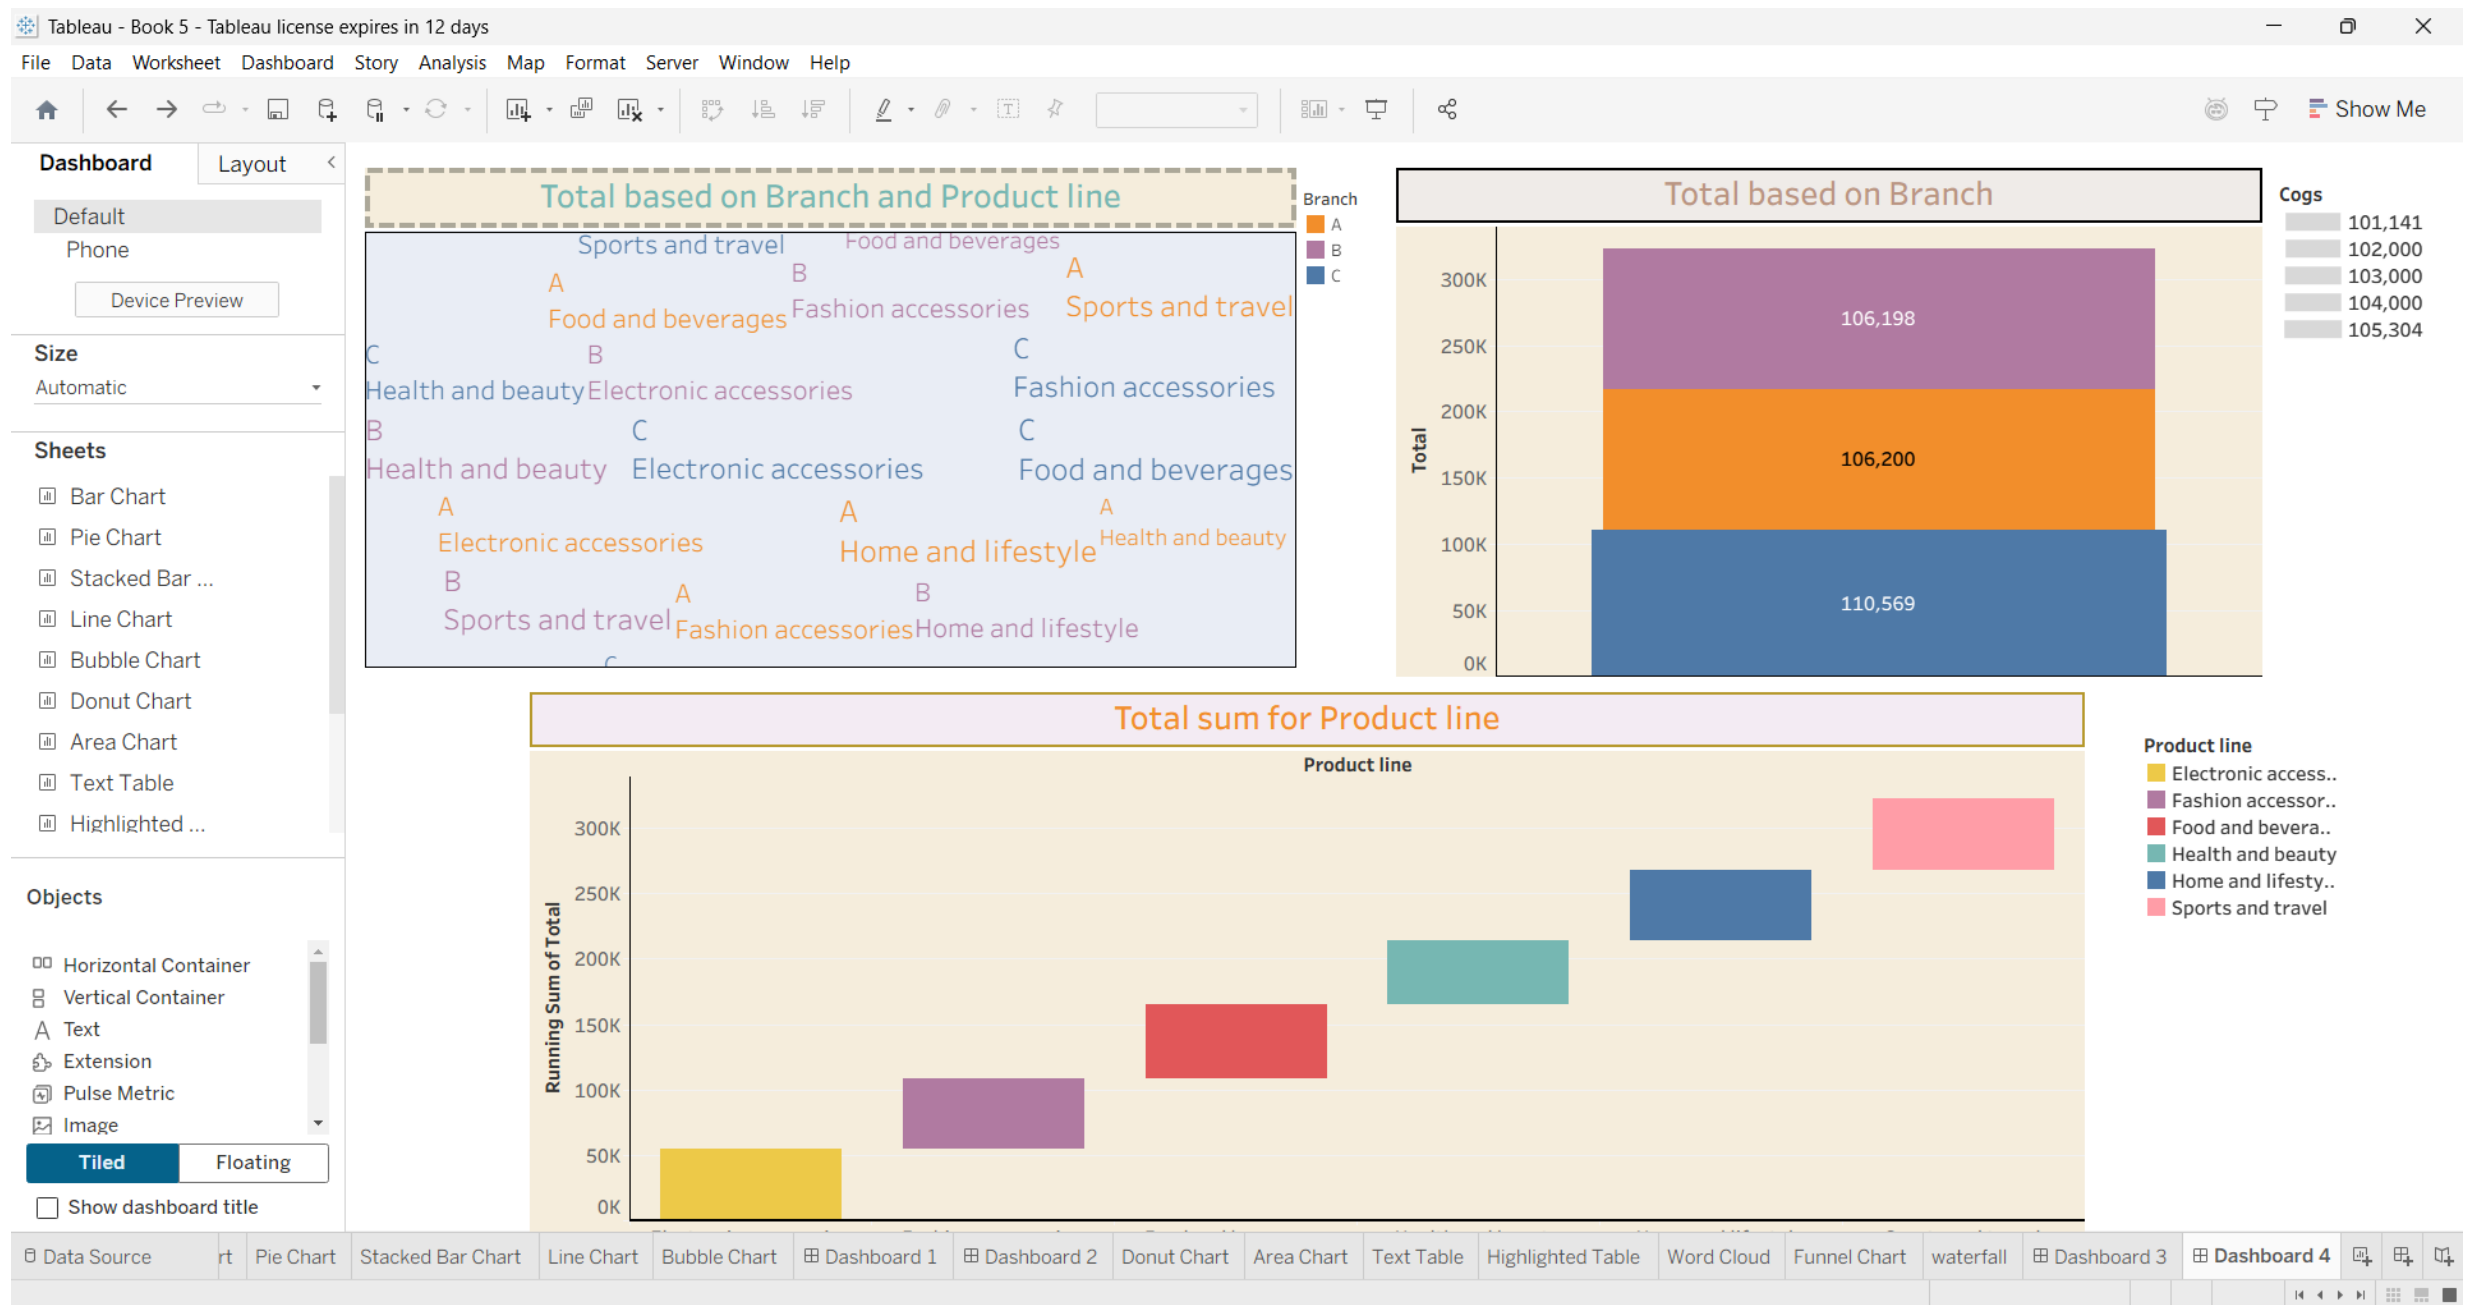 Tableau - Book 5 - Tableau license expires in 12 days
File Data Worksheet Dashboard Story Analysis Map Format Server Window Help
Show Me
Dashboard Layout
Default
Phone
Device Preview
Size
Automatic
Sheets
Bar Chart
Pie Chart
Stacked Bar ...
Line Chart
Bubble Chart
Donut Chart
Area Chart
Text Table
Highlighted ...
Objects
Horizontal Container
Vertical Container
Text
Extension
Pulse Metric
Image
Tiled Floating
Show dashboard title
Total based on Branch and Product line
Sports and travel
Food and beverages
A
Food and beverages
B
Fashion accessories
A
Sports and travel
C
Health and beauty
B
Electronic accessories
C
Fashion accessories
B
Health and beauty
C
Electronic accessories
C
Food and beverages
A
Electronic accessories
A
Home and lifestyle
A
Health and beauty
B
Sports and travel
A
Fashion accessories
B
Home and lifestyle
C
Branch
A
B
C
Total based on Branch
Total
300K
250K
200K
150K
100K
50K
0K
106,198
106,200
110,569
Cogs
101,141
102,000
103,000
104,000
105,304
Total sum for Product line
Product line
Running Sum of Total
300K
250K
200K
150K
100K
50K
0K
Product line
Electronic access..
Fashion accessor..
Food and bevera..
Health and beauty
Home and lifesty..
Sports and travel
Data Source rt Pie Chart Stacked Bar Chart Line Chart Bubble Chart Dashboard 1 Dashboard 2 Donut Chart Area Chart Text Table Highlighted Table Word Cloud Funnel Chart waterfall Dashboard 3 Dashboard 4